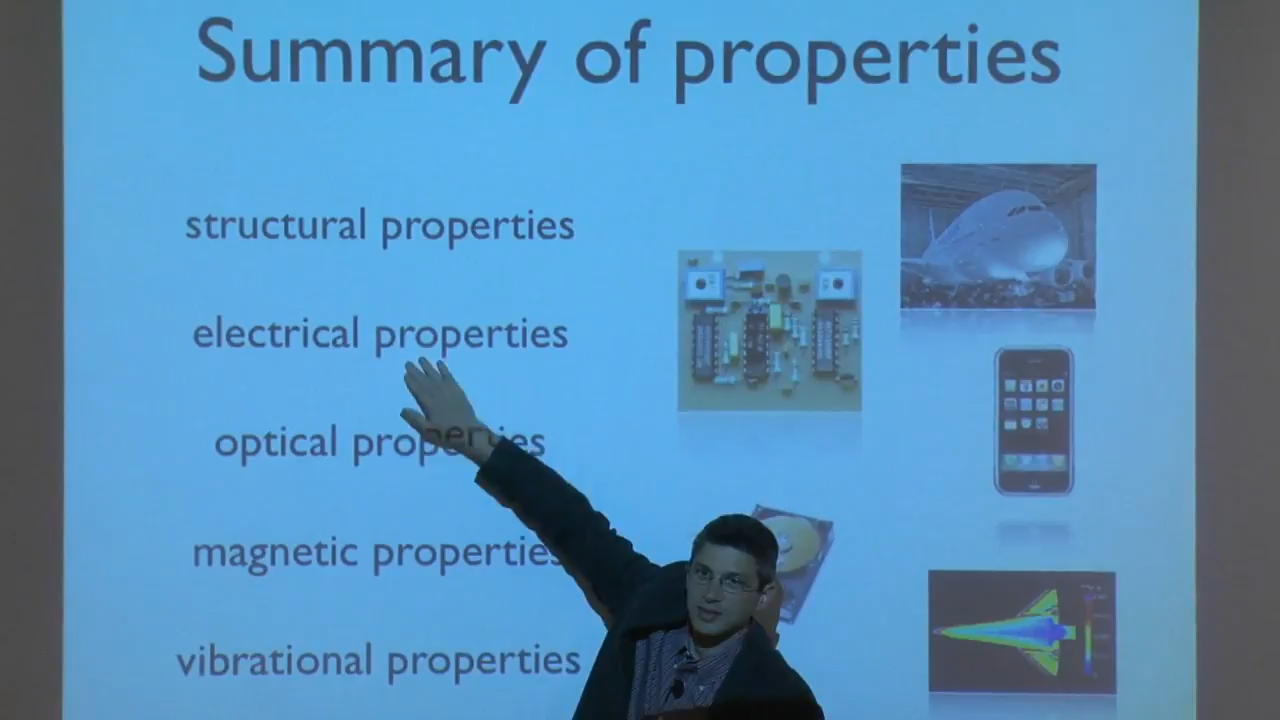 Summary of properties
structural properties
electrical properties
optical properties
magnetic properties
vibrational properties